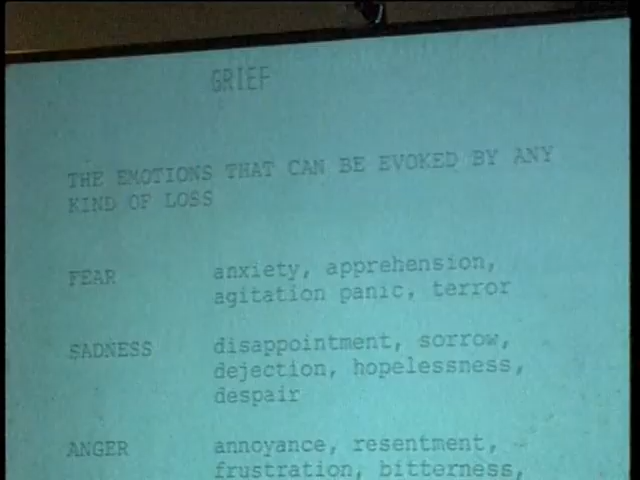 GRIEF
THE EMOTIONS THAT CAN BE EVOKED BY ANY
KIND OF LOSS
FEAR anxiety, apprehension,
agitation panic, terror
SADNESS disappointment, sorrow,
dejection, hopelessness,
despair
ANGER annoyance, resentment,
frustration, bitterness,